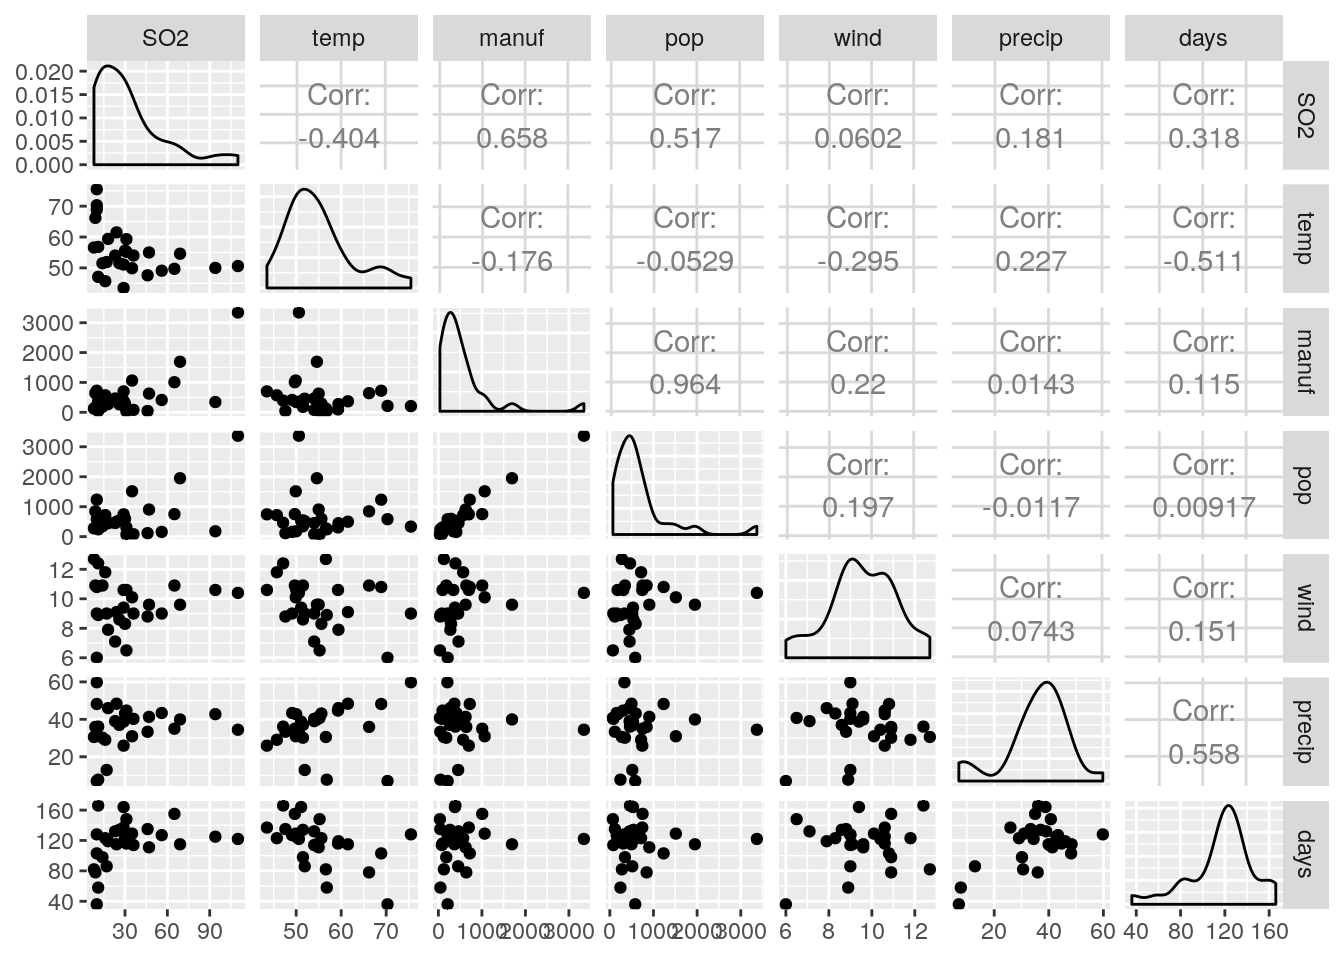 SO2 temp manuf pop wind precip days
0.020
0.015
0.010
0.005
0.000
Corr: Corr: Corr: Corr: Corr: Corr:
-0.404 0.658 0.517 0.0602 0.181 0.318
SO2
70
60
50
Corr: Corr: Corr: Corr: Corr:
-0.176 -0.0529 -0.295 0.227 -0.511
temp
3000
2000
1000
0
Corr: Corr: Corr: Corr:
0.964 0.22 0.0143 0.115
manuf
3000
2000
1000
0
Corr: Corr: Corr:
0.197 -0.0117 0.00917
pop
12
10
8
6
Corr: Corr:
0.0743 0.151
wind
60
40
20
Corr:
0.558
precip
160
120
80
40
days
30 60 90 50 60 70 0 1000 2000 3000 0 1000 2000 3000 6 8 10 12 20 40 60 40 80 120 160